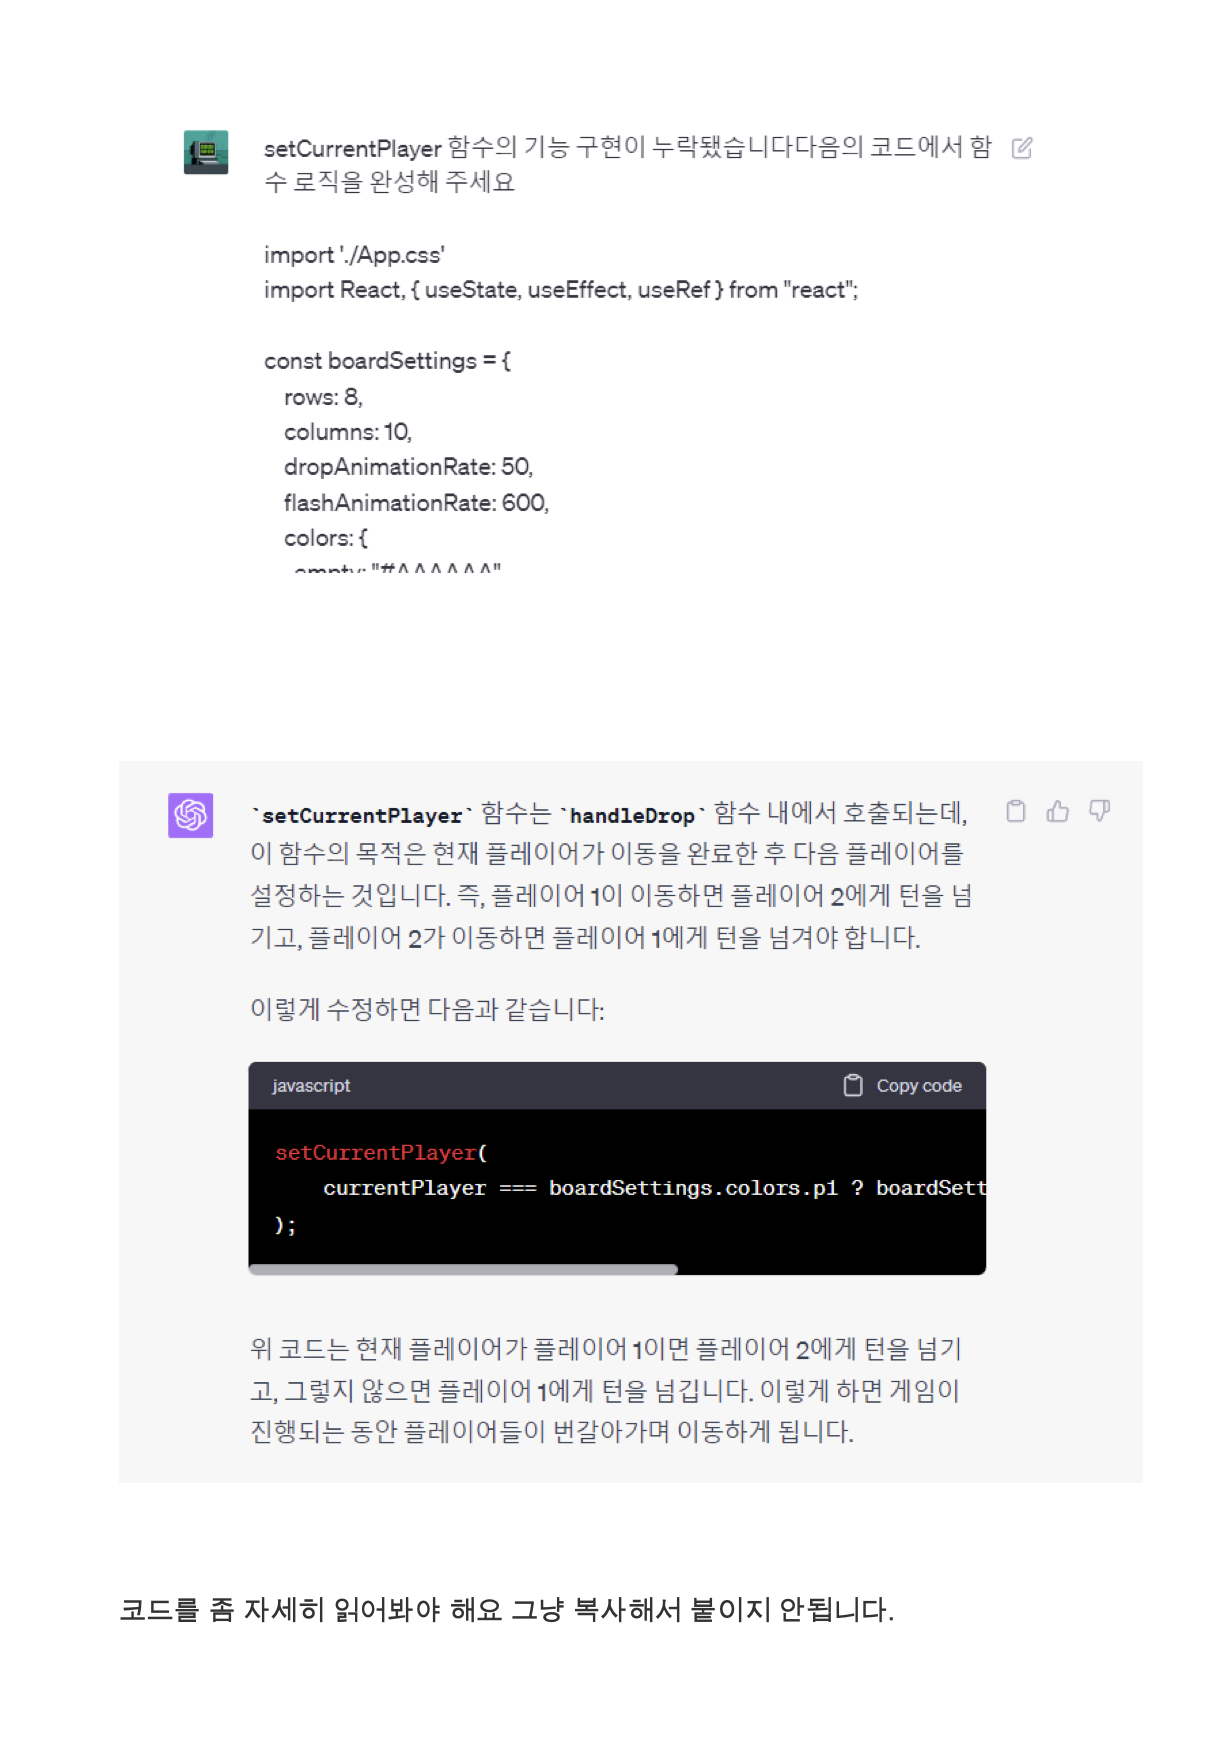 setCurrentPlayer 함수의 기능 구현이 누락됐습니다다음의 코드에서 함
수 로직을 완성해 주세요
import './App.css'
import React, { useState, useEffect, useRef } from "react";
const boardSettings = {
rows: 8,
columns: 10,
dropAnimationRate: 50,
flashAnimationRate: 600,
colors: {
empty: "#AAAAAA"
`setCurrentPlayer` 함수는 `handleDrop` 함수 내에서 호출되는데,
이 함수의 목적은 현재 플레이어가 이동을 완료한 후 다음 플레이어를
설정하는 것입니다. 즉, 플레이어 1이 이동하면 플레이어 2에게 턴을 넘
기고, 플레이어 2가 이동하면 플레이어 1에게 턴을 넘겨야 합니다.
이렇게 수정하면 다음과 같습니다:
javascript Copy code
setCurrentPlayer(
currentPlayer === boardSettings.colors.p1 ? boardSett
);
위 코드는 현재 플레이어가 플레이어 1이면 플레이어 2에게 턴을 넘기
고, 그렇지 않으면 플레이어 1에게 턴을 넘깁니다. 이렇게 하면 게임이
진행되는 동안 플레이어들이 번갈아가며 이동하게 됩니다.
코드를 좀 자세히 읽어봐야 해요 그냥 복사해서 붙이지 안됩니다.